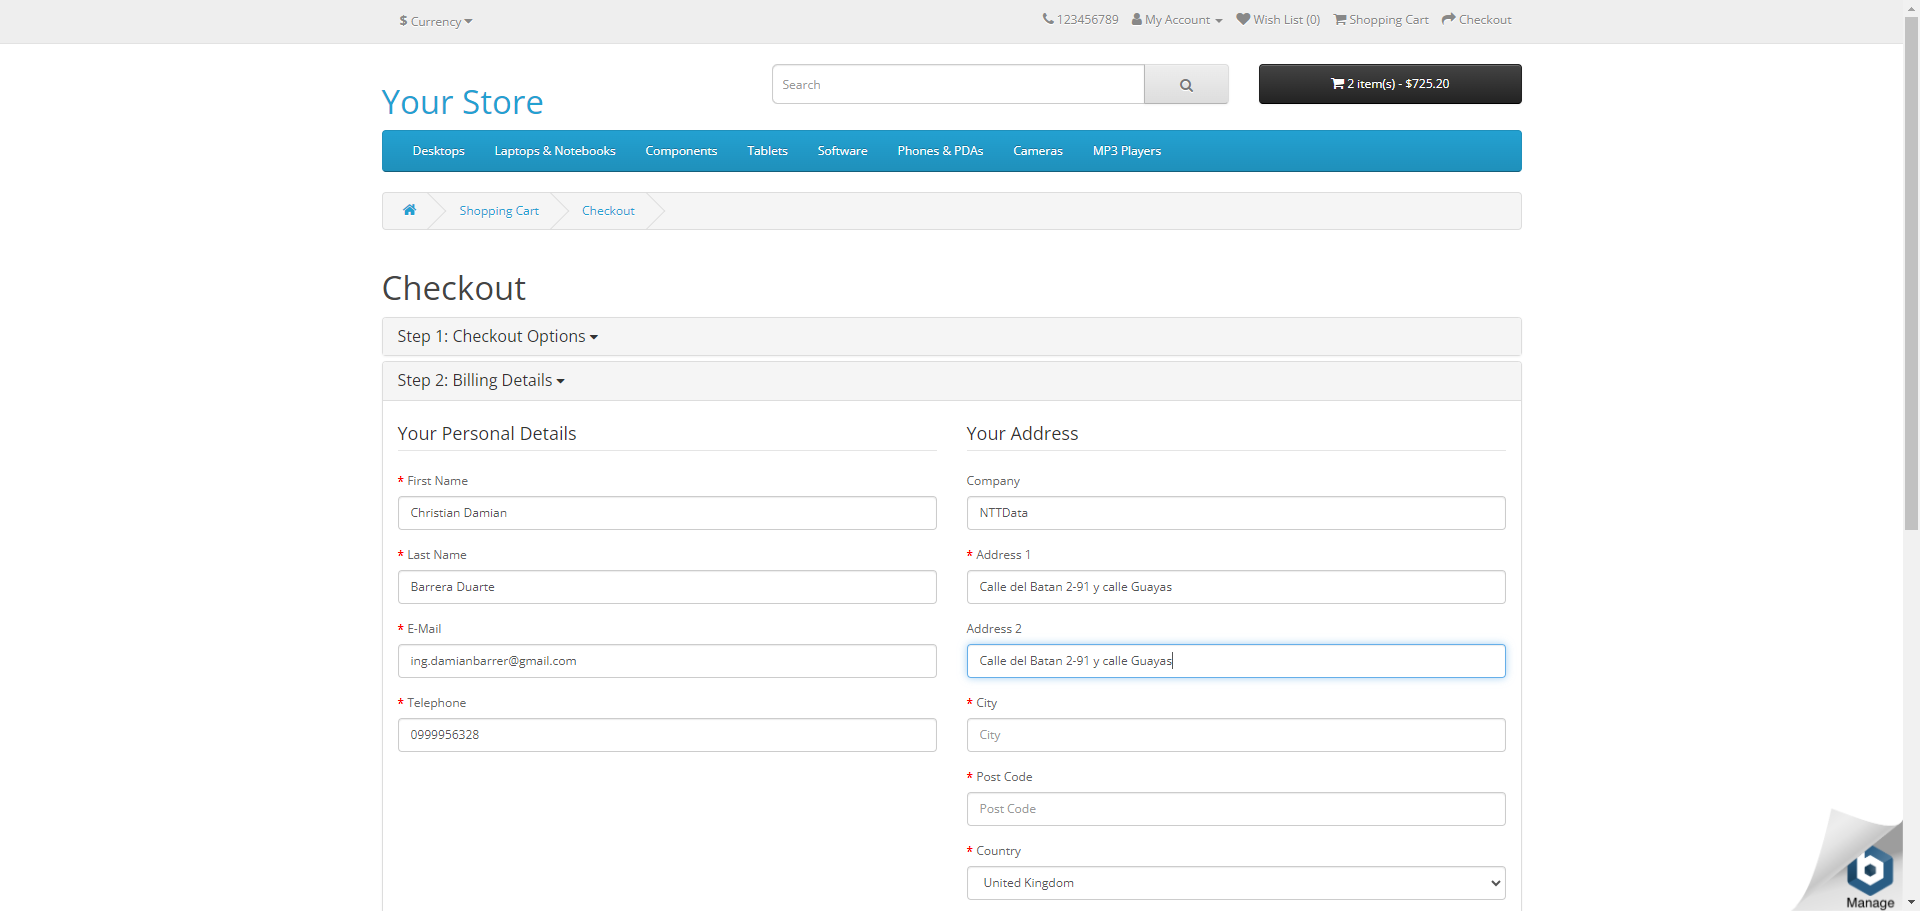 $ Currency
123456789 My Account Wish List (0) Shopping Cart Checkout
Your Store
Search
2 item(s) - $725.20
Desktops Laptops & Notebooks Components Tablets Software Phones & PDAs Cameras MP3 Players
Shopping Cart Checkout
Checkout
Step 1: Checkout Options
Step 2: Billing Details
Your Personal Details
* First Name
Christian Damian
* Last Name
Barrera Duarte
* E-Mail
ing.damianbarrer@gmail.com
* Telephone
0999956328
Your Address
Company
NTTData
* Address 1
Calle del Batan 2-91 y calle Guayas
Address 2
Calle del Batan 2-91 y calle Guayas
* City
City
* Post Code
Post Code
* Country
United Kingdom
b
Manage